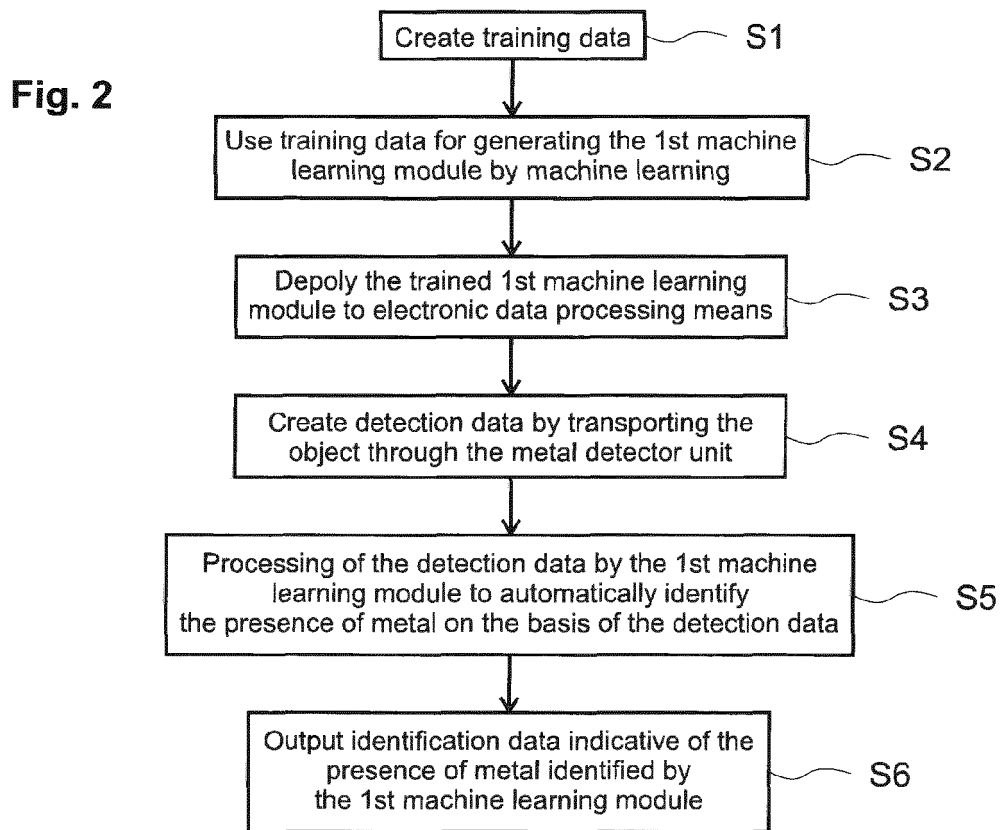 Create training data
S1
Fig. 2
Use training data for generating the 1st machine
learning module by machine learning
S2
Depoly the trained 1st machine learning
module to electronic data processing means
S3
Create detection data by transporting the
object through the metal detector unit
S4
Processing of the detection data by the 1st machine
learning module to automatically identify
the presence of metal on the basis of the detection data
S5
Output identification data indicative of the
presence of metal identified by
the 1st machine learning module
S6